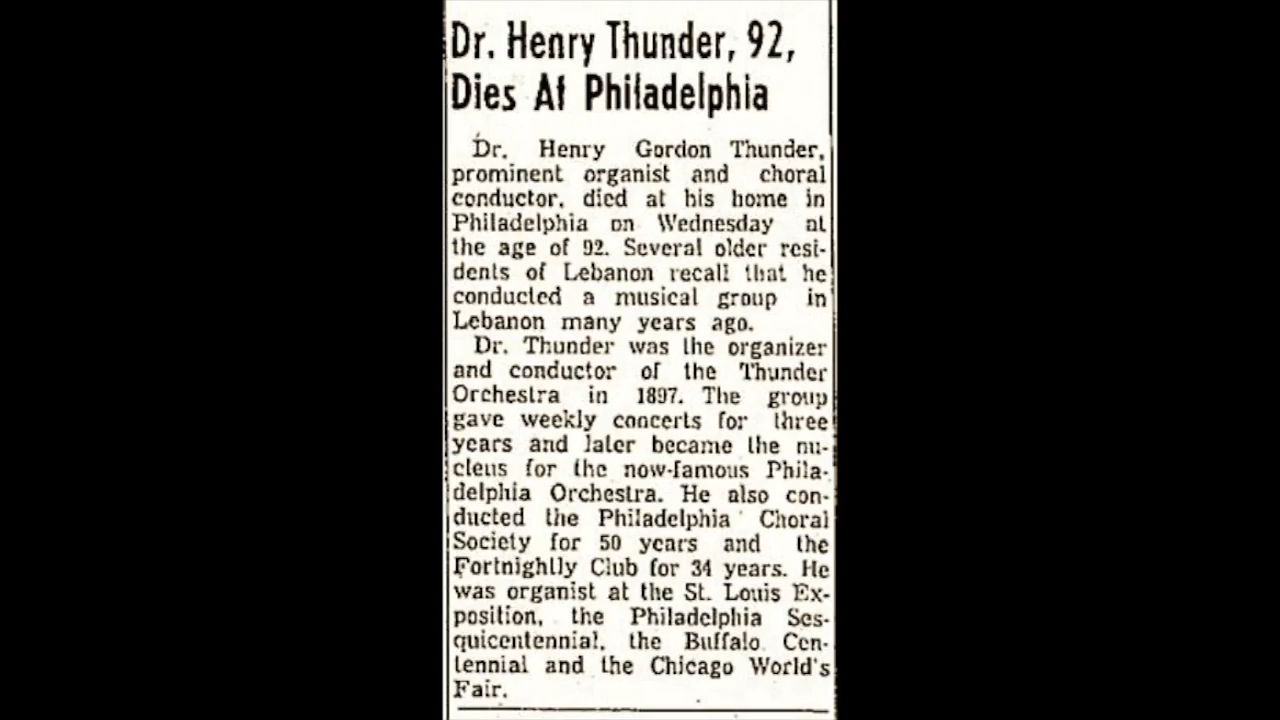 Dr. Henry Thunder, 92,
Dies At Philadelphia
Dr. Henry Gordon Thunder,
prominent organist and choral
conductor, died at his home in
Philadelphia on Wednesday at
the age of 92. Several older resi-
dents of Lebanon recall that he
conducted a musical group in
Lebanon many years ago.
Dr. Thunder was the organizer
and conductor of the Thunder
Orchestra in 1897. The group
gave weekly concerts for three
years and later became the nu-
cleus for the now-famous Phila-
delphia Orchestra. He also con-
ducted the Philadelphia Choral
Society for 50 years and the
Fortnightly Club for 34 years. He
was organist at the St. Louis Ex-
position, the Philadelphia Ses-
quicentennial, the Buffalo Cen-
tennial and the Chicago World's
Fair.